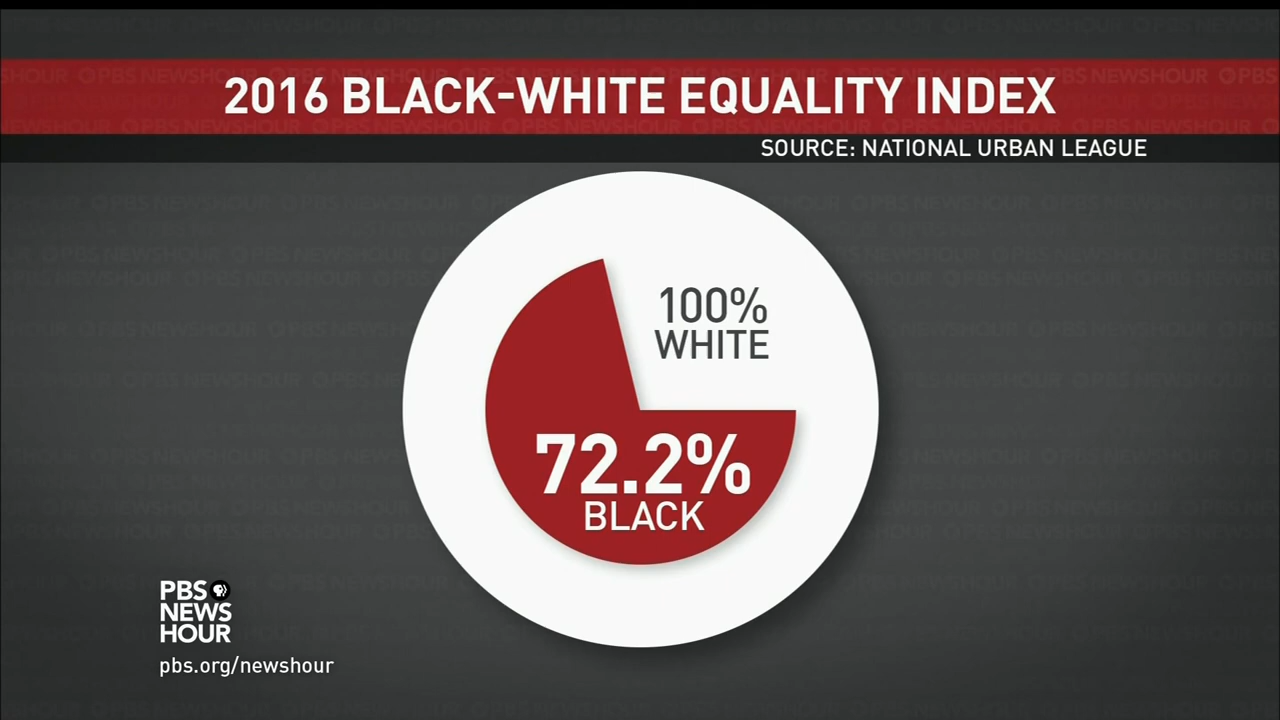 2016 BLACK-WHITE EQUALITY INDEX
SOURCE: NATIONAL URBAN LEAGUE
100%
WHITE
72.2%
BLACK
PBS
NEWS
HOUR
pbs.org/newshour